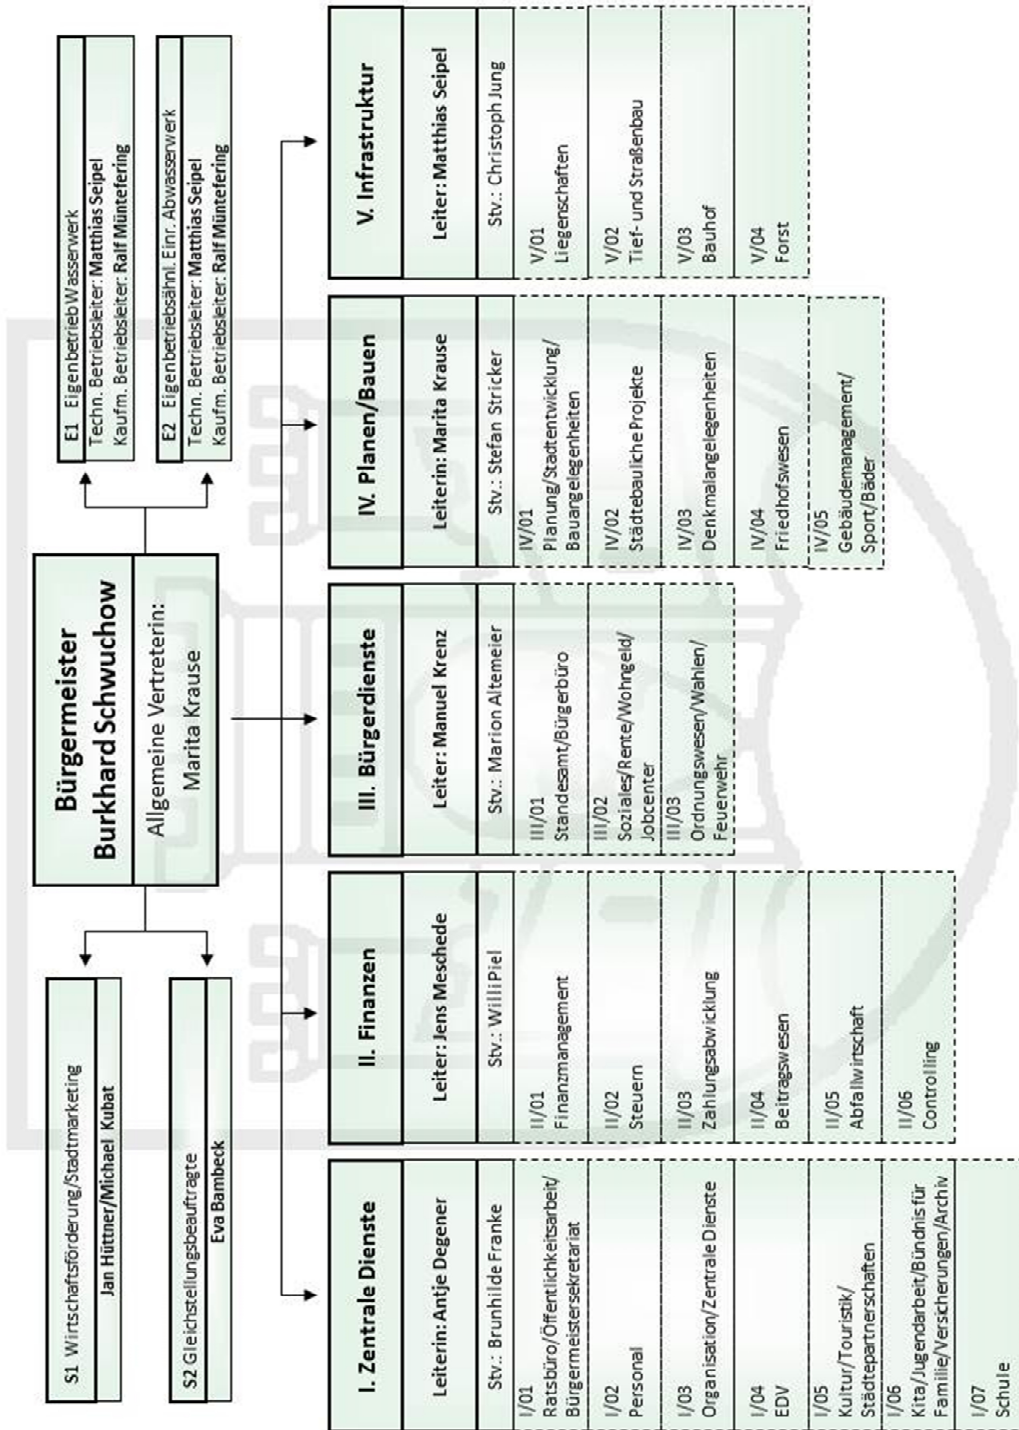 Bürgermeister
Burkhard Schwuchow
Allgemeine Vertreterin:
Marita Krause
S1 Wirtschaftsförderung/Stadtmarketing
Jan Hüttner/Michael Kubat
S2 Gleichstellungsbeauftragte
Eva Bambeck
E1 Eigenbetrieb Wasserwerk
Techn. Betriebsleiter: Matthias Seipel
Kaufm. Betriebsleiter: Ralf Müntefering
E2 Eigenbetriebsähnl. Einr. Abwasserwerk
Techn. Betriebsleiter: Matthias Seipel
Kaufm. Betriebsleiter: Ralf Müntefering
I. Zentrale Dienste
Leiterin: Antje Degener
Stv.: Brunhilde Franke
I/01
Ratsbüro/Öffentlichkeitsarbeit/
Bürgermeistersekretariat
I/02
Personal
I/03
Organisation/Zentrale Dienste
I/04
EDV
I/05
Kultur/Touristik/
Städtepartnerschaften
I/06
Kita/Jugendarbeit/Bündnis für
Familie/Versicherungen/Archiv
I/07
Schule
II. Finanzen
Leiter: Jens Meschede
Stv.: Willi Piel
II/01
Finanzmanagement
II/02
Steuern
II/03
Zahlungsabwicklung
II/04
Beitragswesen
II/05
Abfallwirtschaft
II/06
Controlling
III. Bürgerdienste
Leiter: Manuel Krenz
Stv.: Marion Altemeier
III/01
Standesamt/Bürgerbüro
III/02
Soziales/Rente/Wohngeld/
Jobcenter
III/03
Ordnungswesen/Wahlen/
Feuerwehr
IV. Planen/Bauen
Leiterin: Marita Krause
Stv.: Stefan Stricker
IV/01
Planung/Stadtentwicklung/
Bauangelegenheiten
IV/02
Städtebauliche Projekte
IV/03
Denkmalangelegenheiten
IV/04
Friedhofswesen
IV/05
Gebäudemanagement/
Sport/Bäder
V. Infrastruktur
Leiter: Matthias Seipel
Stv.: Christoph Jung
V/01
Liegenschaften
V/02
Tief- und Straßenbau
V/03
Bauhof
V/04
Forst